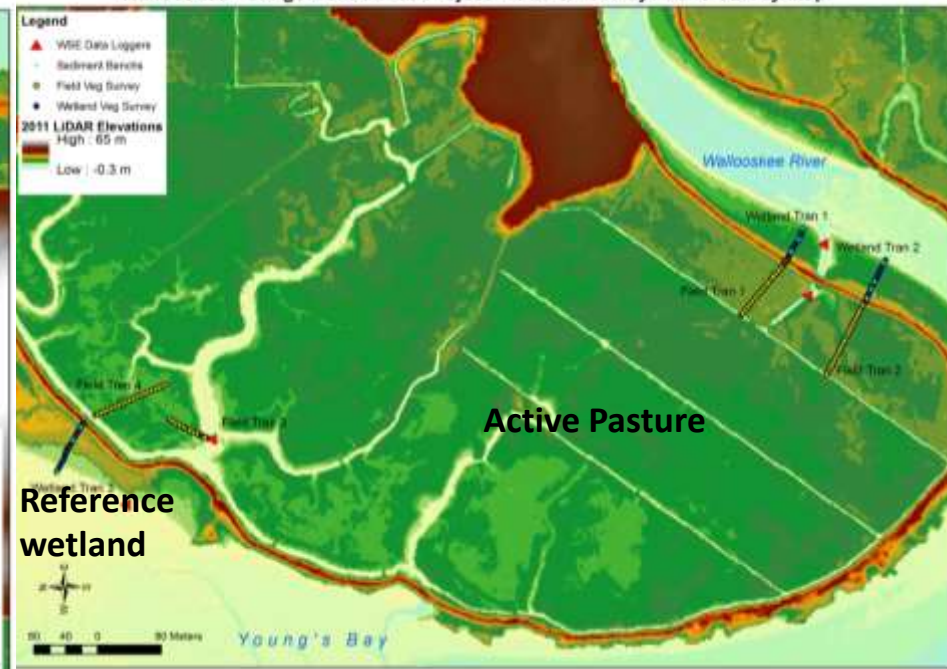 Legend
WSE Data Loggers
Sediment Benchs
Field Veg Survey
Wetland Veg Survey
2011 LiDAR Elevations
High : 65 m
Low : -0.3 m
Wallooskee River
Wetland Tran 1
Wetland Tran 2
Field Tran 1
Field Tran 2
Field Tran 4
Field Tran 3
Active Pasture
Wetland Tran
Reference
wetland
80 40 0 80 Meters
Young's Bay